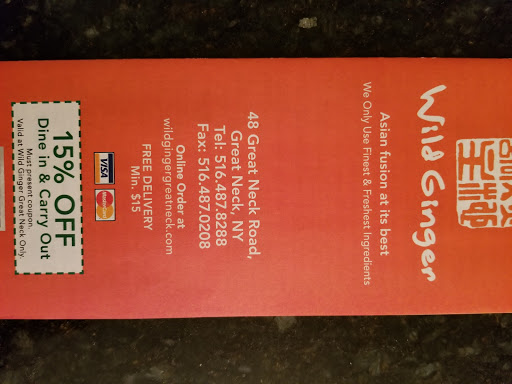 Wild Ginger
Asian fusion at its best
We Only Use Finest & Freshest Ingredients
48 Great Neck Road,
Great Neck, NY
Tel: 516.487.8288
Fax: 516.487.0208
Online Order at
wildgingergreatneck.com
FREE DELIVERY
Min. $15
VISA
MasterCard
15% OFF
Dine in & Carry Out
Must present coupon.
Valid at Wild Ginger Great Neck Only.